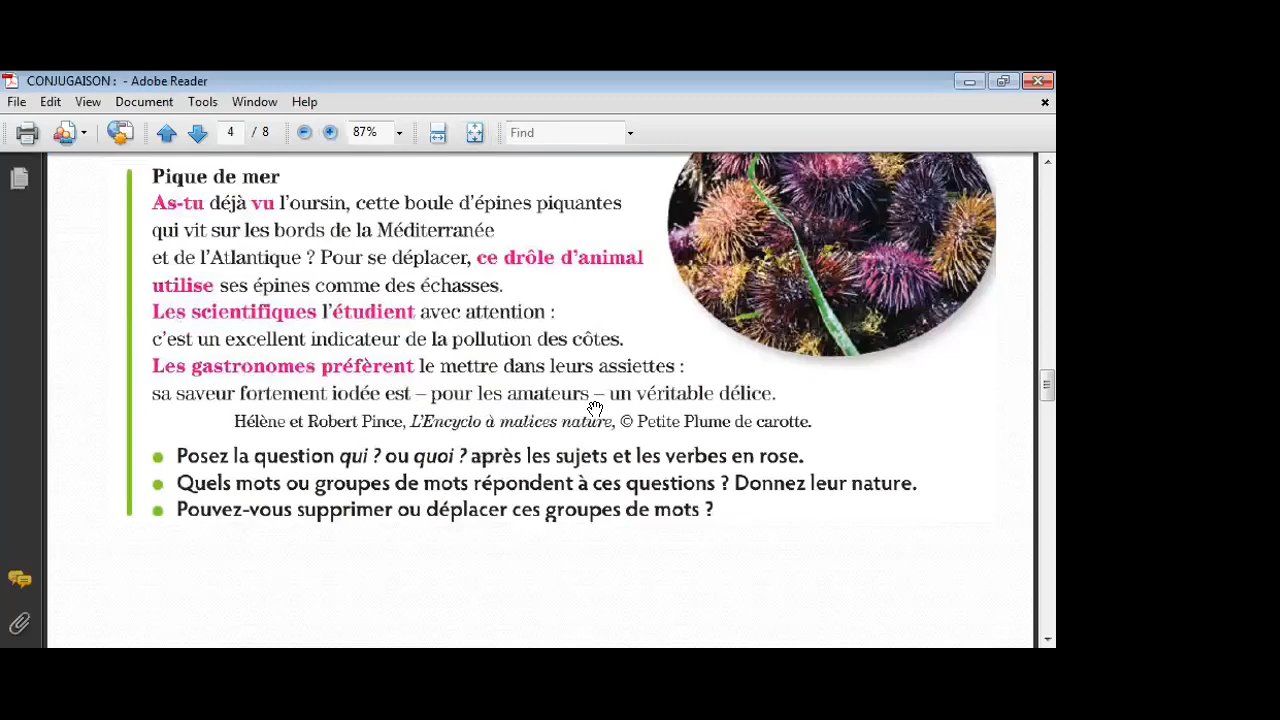 CONJUGAISON : - Adobe Reader
File Edit View Document Tools Window Help
4 / 8 87% Find
Pique de mer
As-tu déjà vu l'oursin, cette boule d'épines piquantes
qui vit sur les bords de la Méditerranée
et de l'Atlantique ? Pour se déplacer, ce drôle d'animal
utilise ses épines comme des échasses.
Les scientifiques l'étudient avec attention :
c'est un excellent indicateur de la pollution des côtes.
Les gastronomes préfèrent le mettre dans leurs assiettes :
sa saveur fortement iodée est – pour les amateurs – un véritable délice.
Hélène et Robert Pince, L'Encyclo à malices nature, © Petite Plume de carotte.
Posez la question qui ? ou quoi ? après les sujets et les verbes en rose.
Quels mots ou groupes de mots répondent à ces questions ? Donnez leur nature.
Pouvez-vous supprimer ou déplacer ces groupes de mots ?